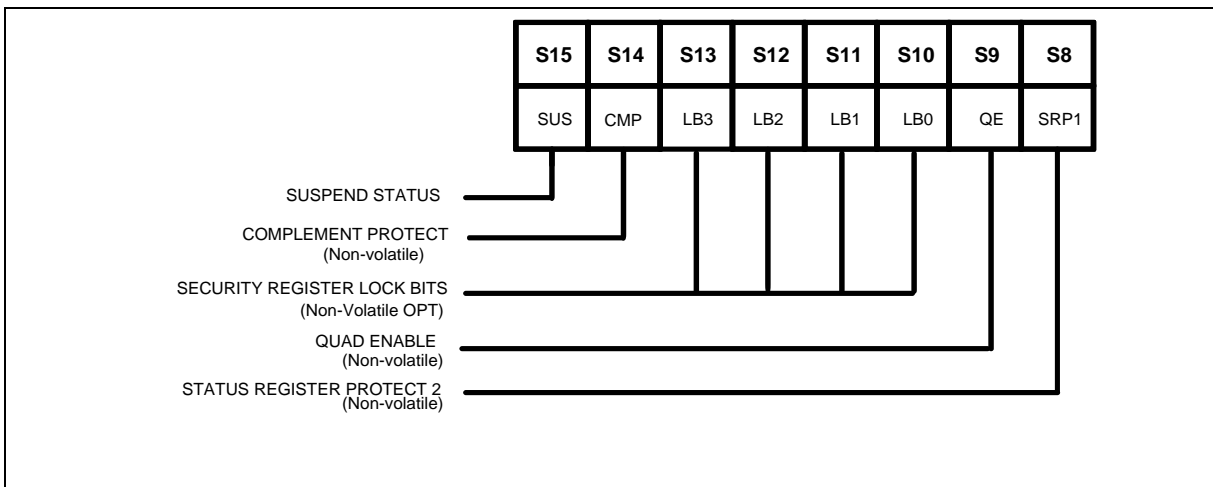 S15 S14 S13 S12 S11 S10 S9 S8
SUS CMP LB3 LB2 LB1 LB0 QE SRP1
SUSPEND STATUS
COMPLEMENT PROTECT
(Non-volatile)
SECURITY REGISTER LOCK BITS
(Non-Volatile OPT)
QUAD ENABLE
(Non-volatile)
STATUS REGISTER PROTECT 2
(Non-volatile)